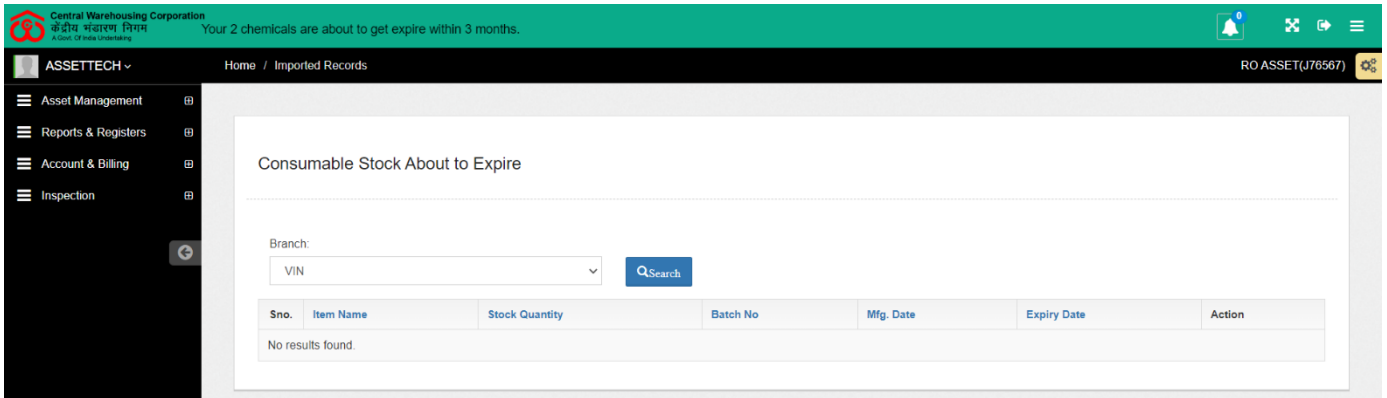 Central Warehousing Corporation
केंद्रीय भंडारण निगम
A Govt. Of India Undertaking
Your 2 chemicals are about to get expire within 3 months.
0
ASSETTECH
Home / Imported Records
RO ASSET(J76567)
Asset Management
Reports & Registers
Account & Billing
Inspection
Consumable Stock About to Expire
Branch:
VIN
Search
Sno. Item Name Stock Quantity Batch No Mfg. Date Expiry Date Action
No results found.